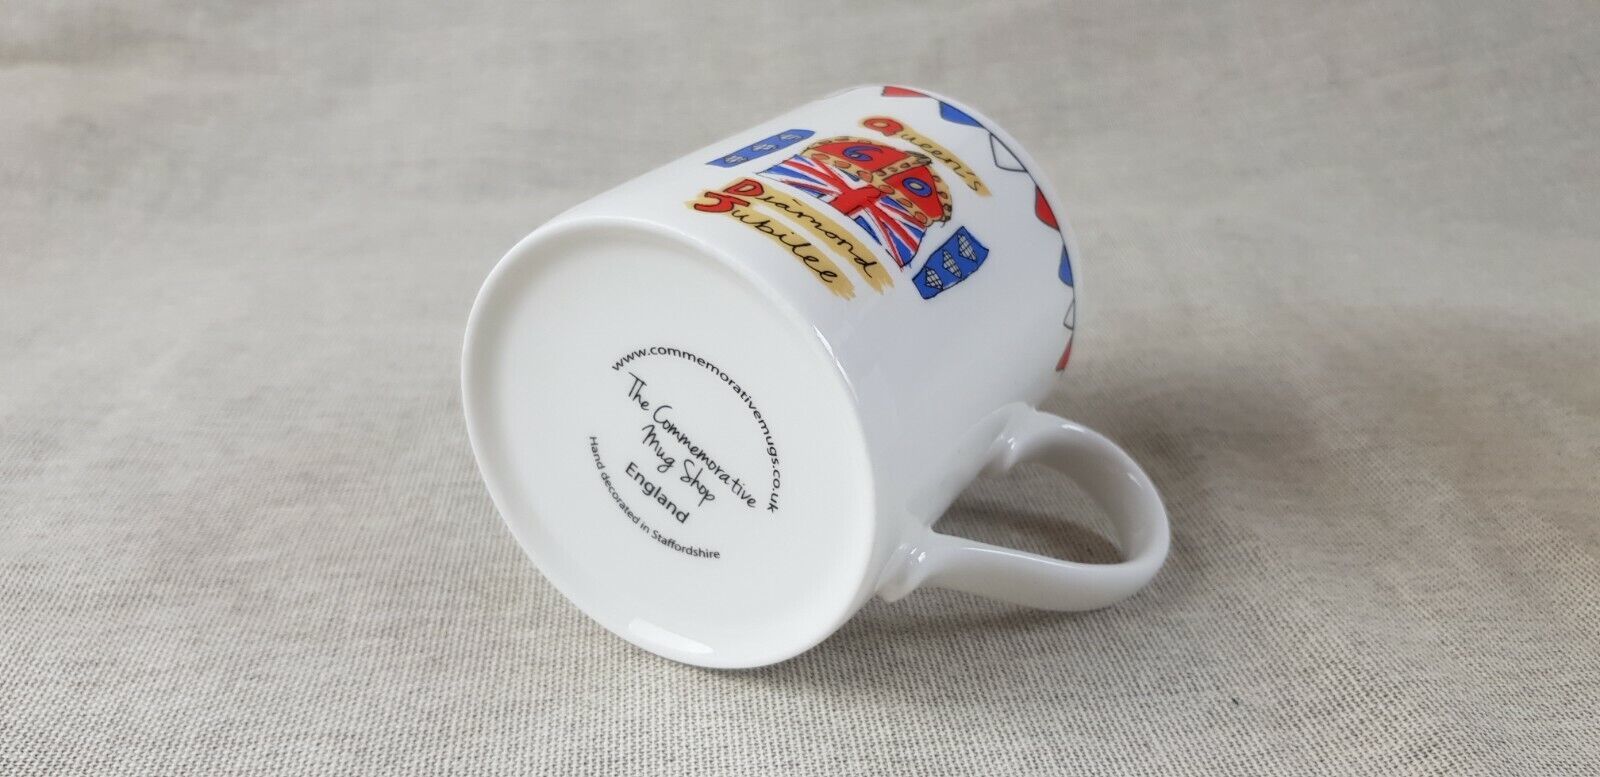 Queen's
60
Diamond
Jubilee
www.commemorativemugs.co.uk
The Commemorative
Mug Shop
England
Hand decorated in Staffordshire